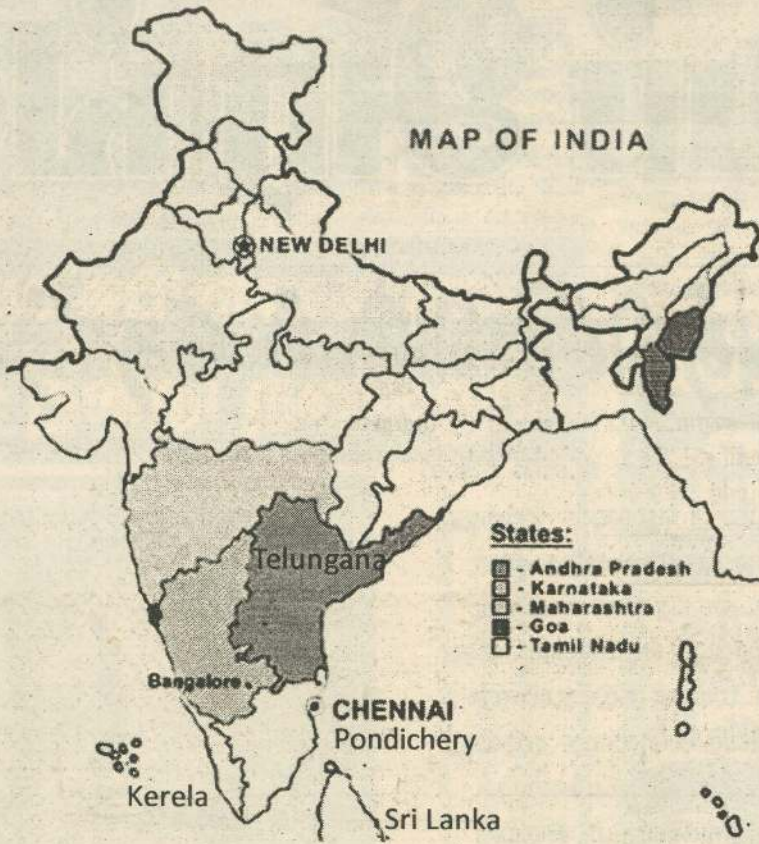 MAP OF INDIA
NEW DELHI
Telungana
States:
- Andhra Pradesh
- Karnataka
- Maharashtra
- Goa
- Tamil Nadu
Bangalore
CHENNAI
Pondichery
Kerela
Sri Lanka